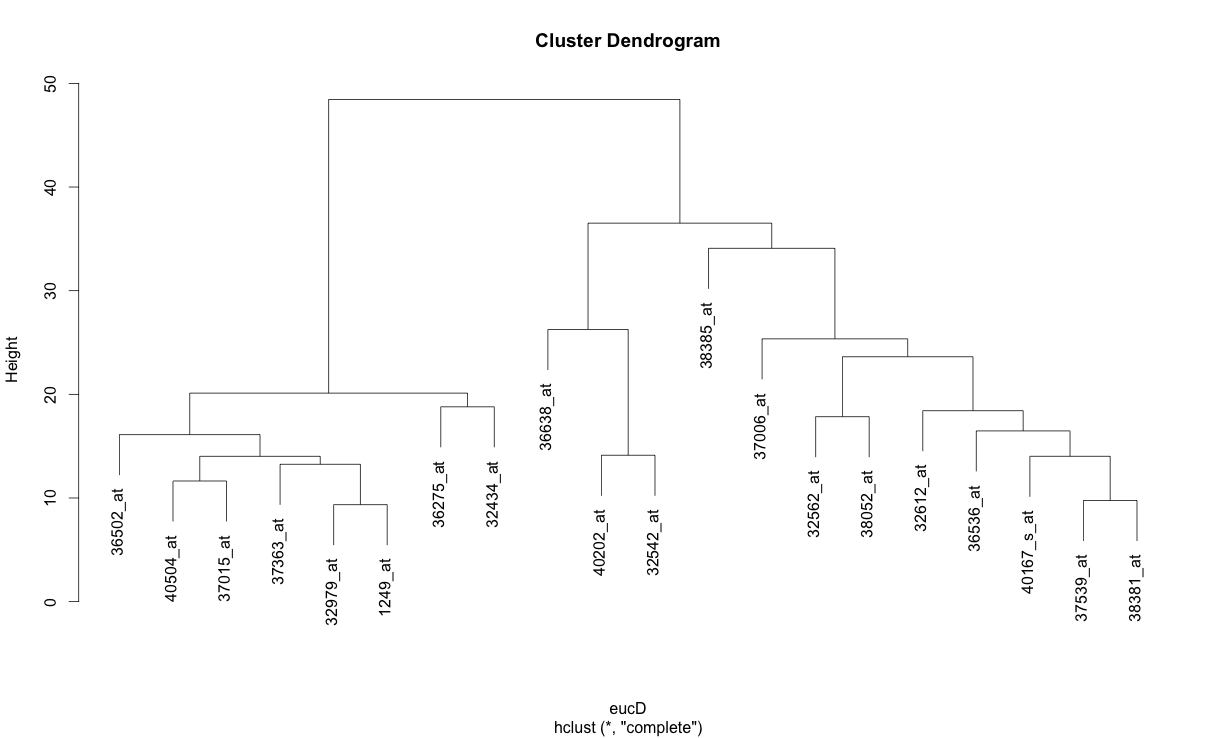 Cluster Dendrogram
Height
50
40
30
20
10
0
36502_at
40504_at
37015_at
37363_at
32979_at
1249_at
36275_at
32434_at
36638_at
40202_at
32542_at
38385_at
37006_at
32562_at
38052_at
32612_at
36536_at
40167_s_at
37539_at
38381_at
eucD
hclust (*, "complete")